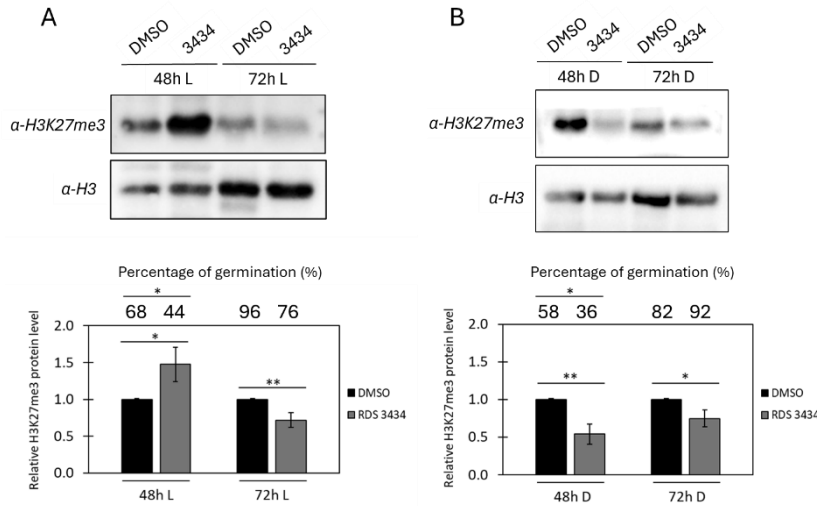 A
DMSO 3434 DMSO 3434
48h L 72h L
α-H3K27me3
α-H3
Percentage of germination (%)
*
68 44 96 76
Relative H3K27me3 protein level
2.0
1.5
1.0
0.5
0.0
*
**
DMSO
RDS 3434
48h L 72h L
B
DMSO 3434 DMSO 3434
48h D 72h D
α-H3K27me3
α-H3
Percentage of germination (%)
*
58 36 82 92
Relative H3K27me3 protein level
2.0
1.5
1.0
0.5
0.0
**
*
DMSO
RDS 3434
48h D 72h D